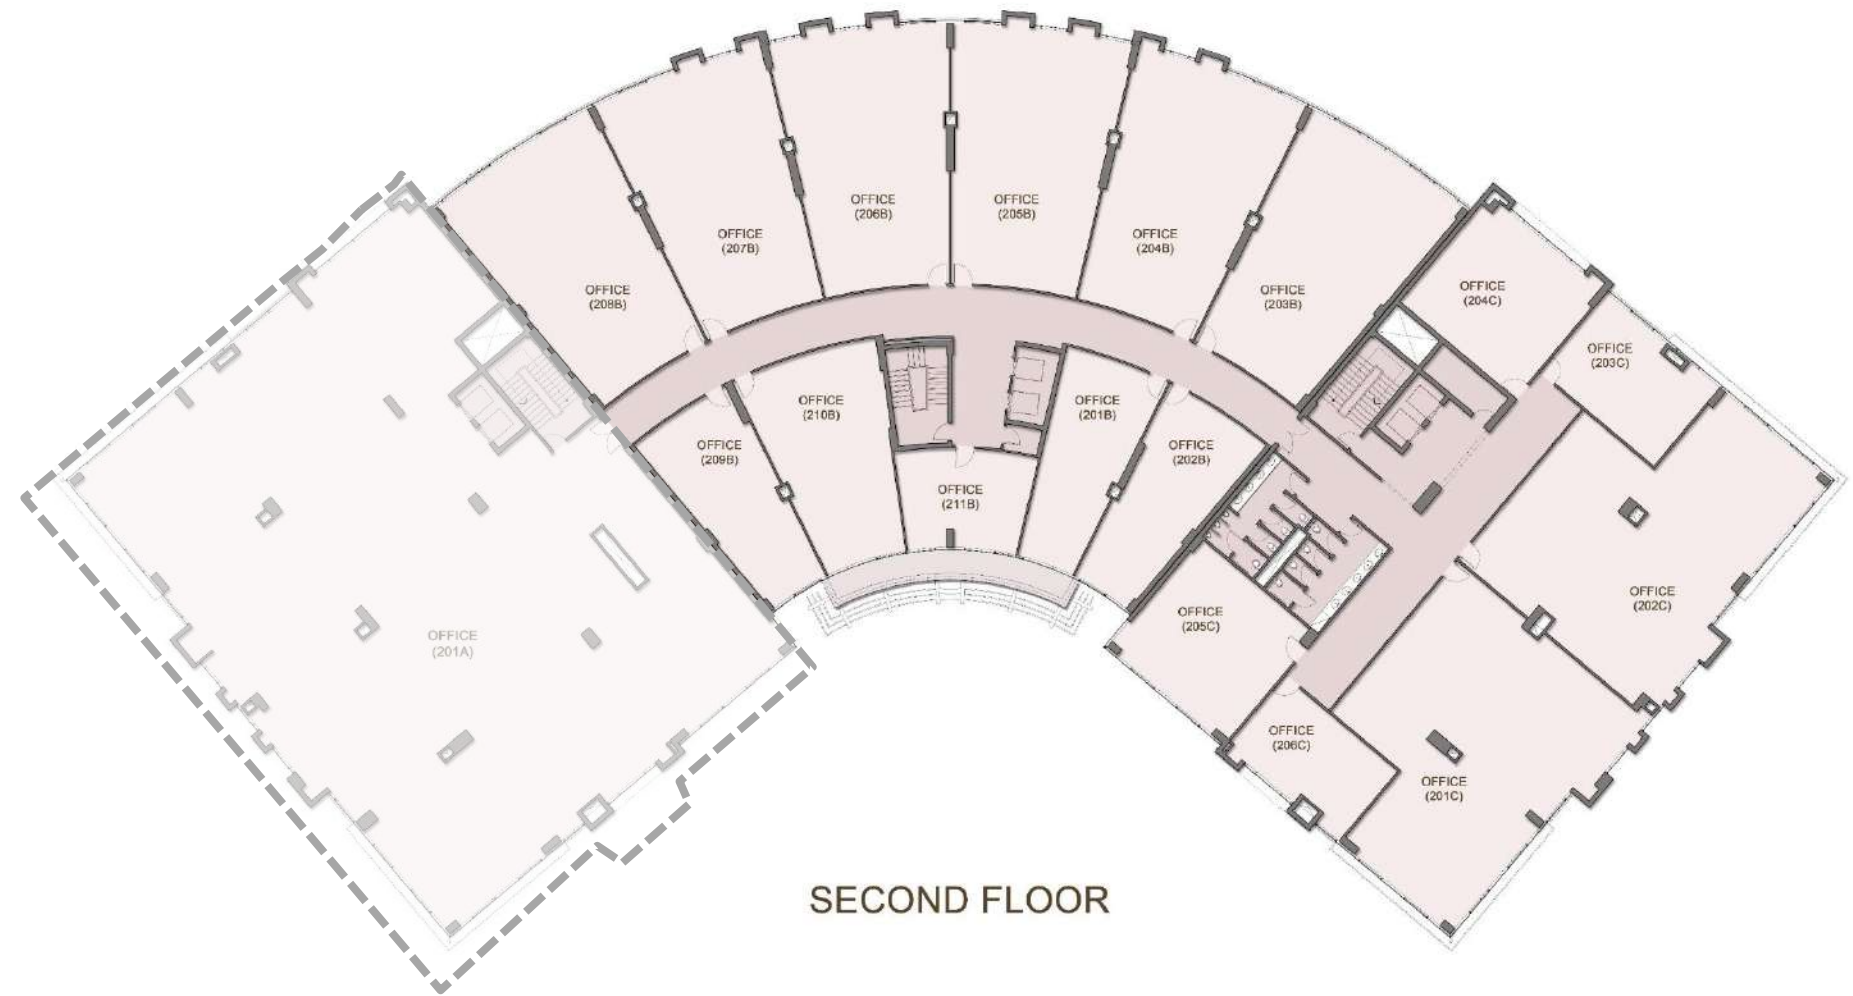 OFFICE
(206B)
OFFICE
(205B)
OFFICE
(207B)
OFFICE
(204B)
OFFICE
(208B)
OFFICE
(203B)
OFFICE
(204C)
OFFICE
(203C)
OFFICE
(210B)
OFFICE
(201B)
OFFICE
(209B)
OFFICE
(202B)
OFFICE
(211B)
OFFICE
(202C)
OFFICE
(205C)
OFFICE
(201A)
OFFICE
(206C)
OFFICE
(201C)
SECOND FLOOR